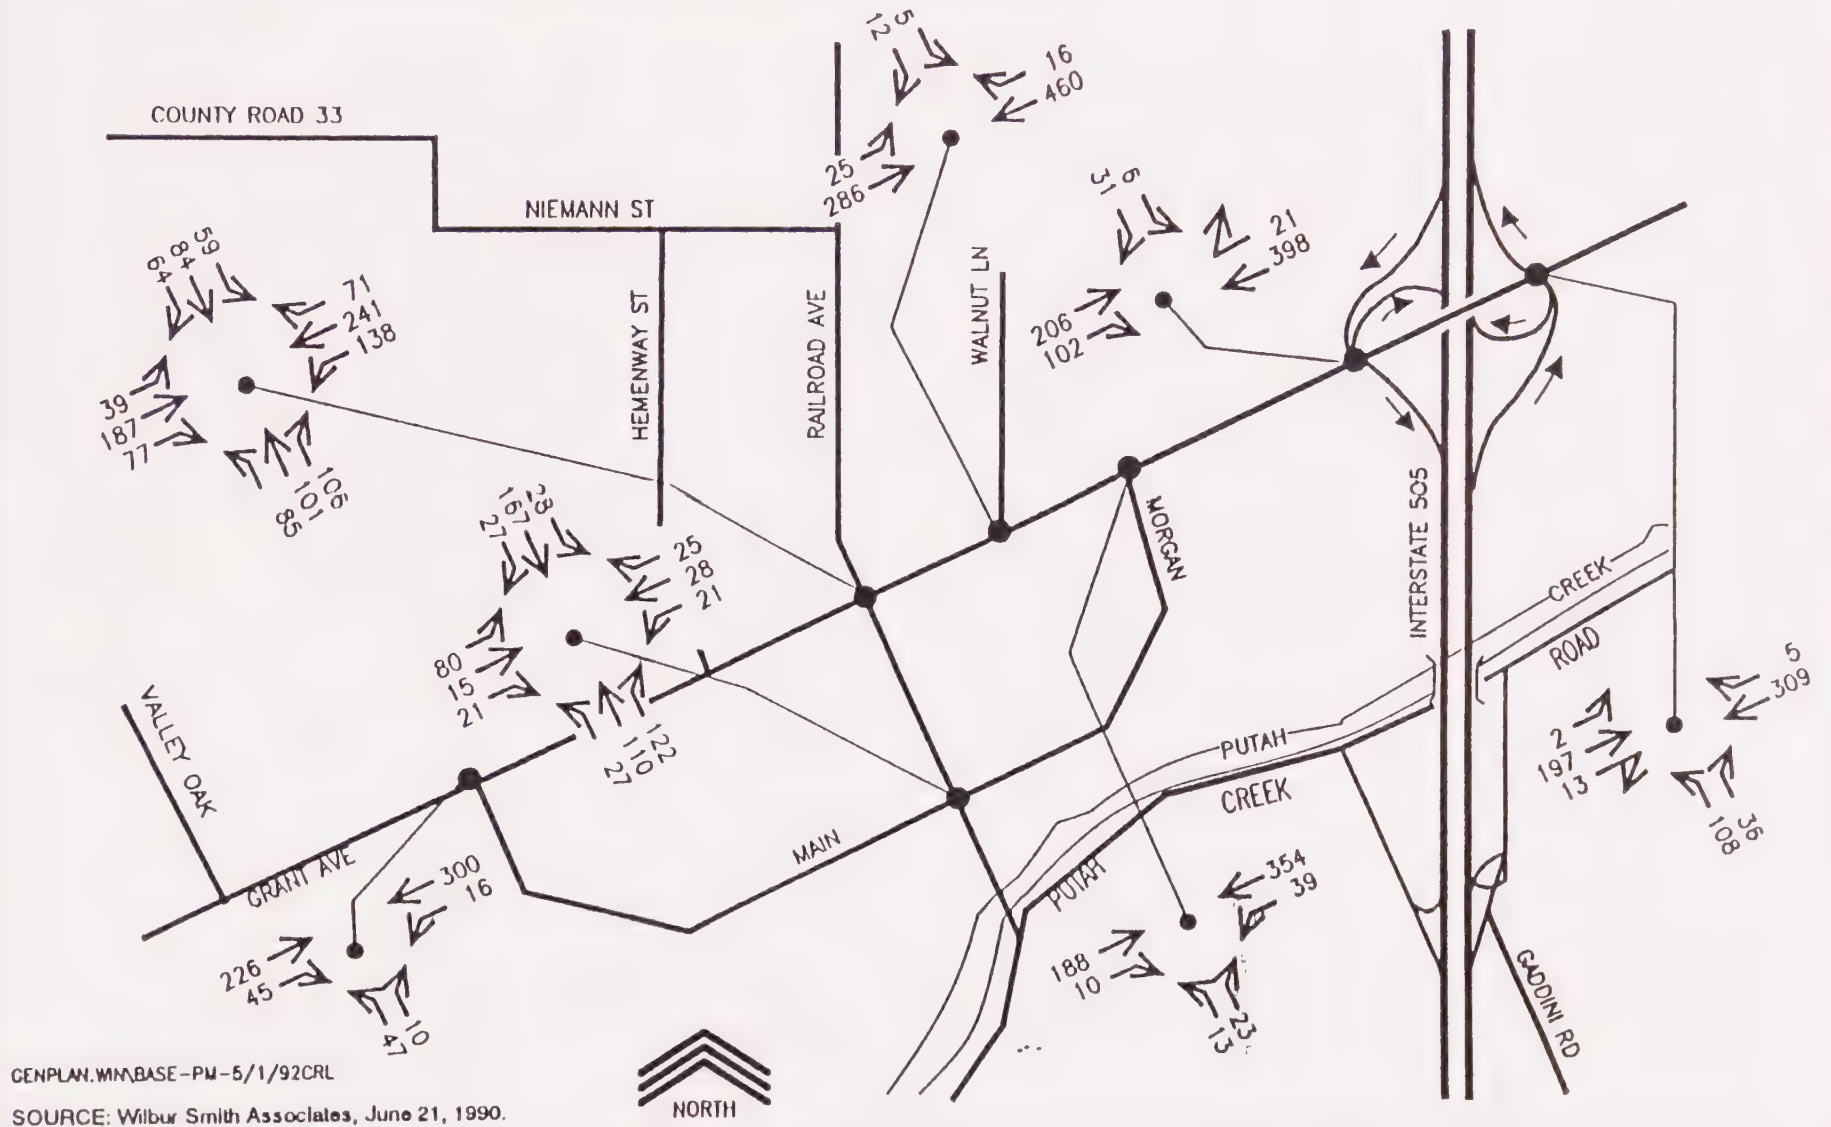 COUNTY ROAD 33
NIEMANN ST
HEMENWAY ST
RAILROAD AVE
WALNUT LN
MORGAN
INTERSTATE 505
CREEK
ROAD
PUTAH
CREEK
PUTAH
MAIN
GRANT AVE
VALLEY OAK
GADDINI RD
12
5
16
460
25
286
31
6
21
398
206
102
64
84
59
71
241
138
39
187
77
85
101
106
27
167
28
25
28
21
80
15
21
27
110
122
300
16
226
45
47
10
354
39
188
10
13
23
5
309
2
197
13
108
36
NORTH
GENPLAN.WIN\BASE-PM-5/1/92CRL
SOURCE: Wilbur Smith Associates, June 21, 1990.